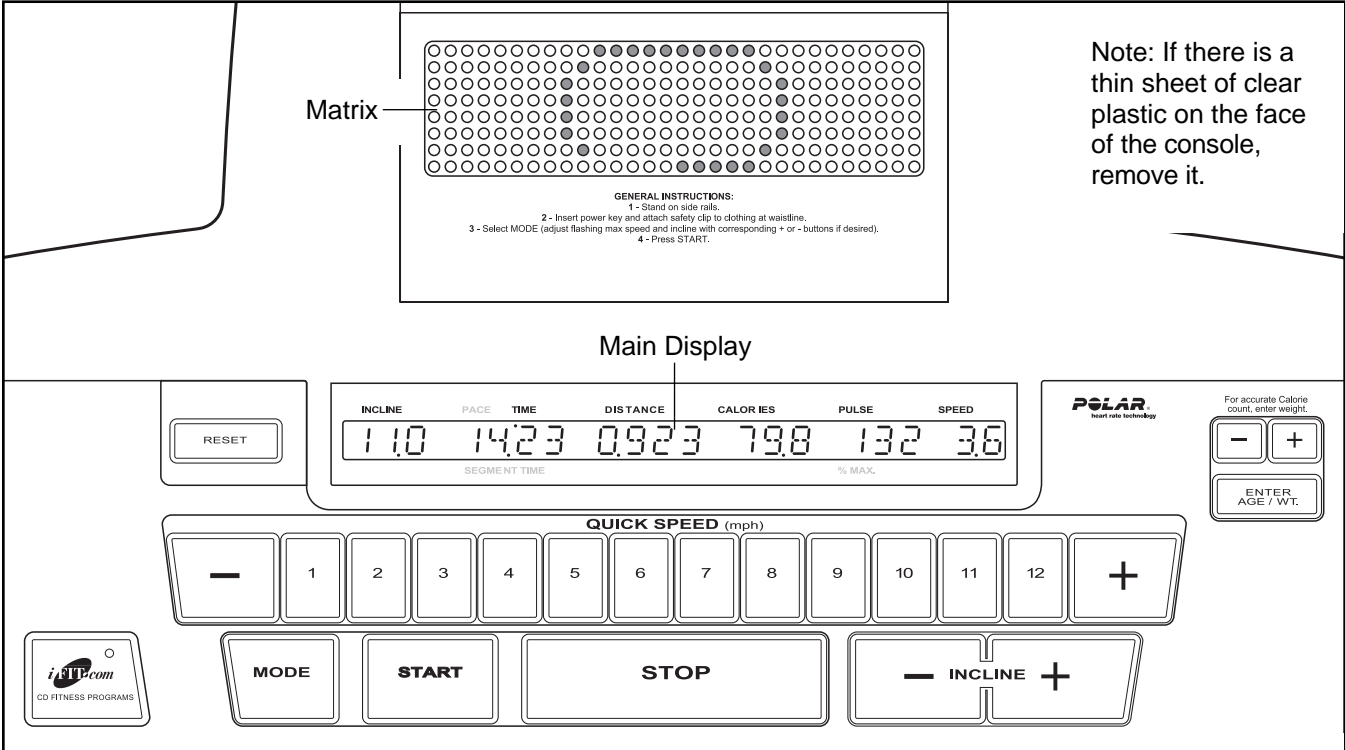 Matrix
Note: If there is a
thin sheet of clear
plastic on the face
of the console,
remove it.
GENERAL INSTRUCTIONS:
1 - Stand on side rails.
2 - Insert power key and attach safety clip to clothing at waistline.
3 - Select MODE (adjust flashing max speed and incline with corresponding + or - buttons if desired).
4 - Press START.
Main Display
INCLINE PACE TIME DISTANCE CALORIES PULSE SPEED
11.0 14:23 0.923 79.8 132 3.6
SEGMENT TIME % MAX.
RESET
POLAR®
heart rate technology
For accurate Calorie
count, enter weight.
- +
ENTER
AGE / WT.
QUICK SPEED (mph)
- 1 2 3 4 5 6 7 8 9 10 11 12 +
iFIT.com
CD FITNESS PROGRAMS
MODE START STOP - INCLINE +